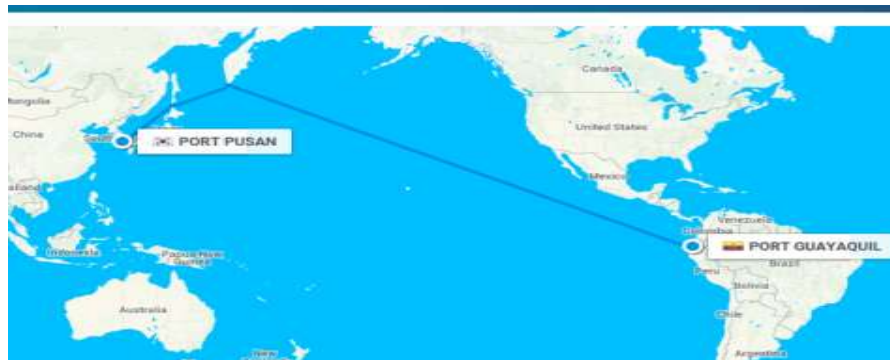 Canada
Mongolia
China
PORT PUSAN
United States
Mexico
Venezuela
Colombia
PORT GUAYAQUIL
Indonesia
Papua New
Guinea
Peru
Brazil
Bolivia
Australia
Chile
New
Argentina